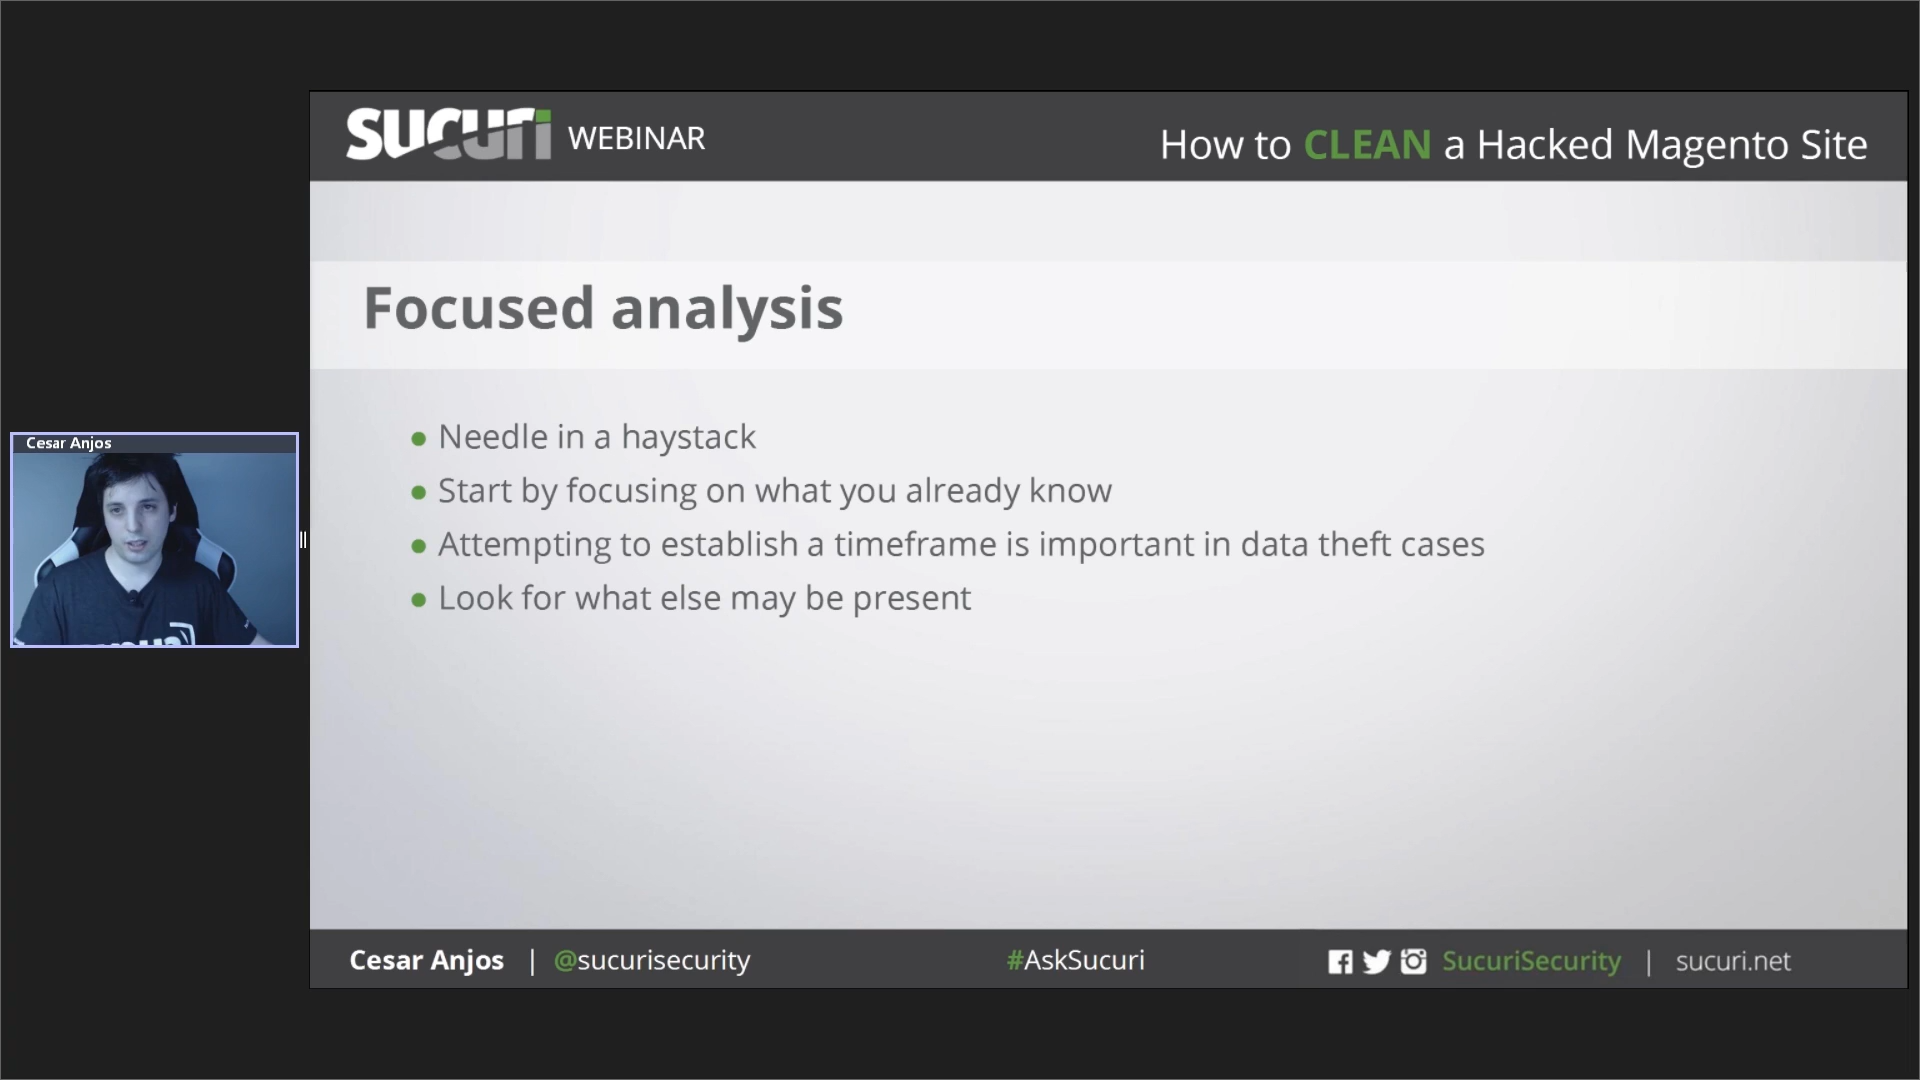 sucuri WEBINAR
How to CLEAN a Hacked Magento Site
Focused analysis
Needle in a haystack
Start by focusing on what you already know
Attempting to establish a timeframe is important in data theft cases
Look for what else may be present
Cesar Anjos
Cesar Anjos | @sucurisecurity
#AskSucuri
SucuriSecurity | sucuri.net